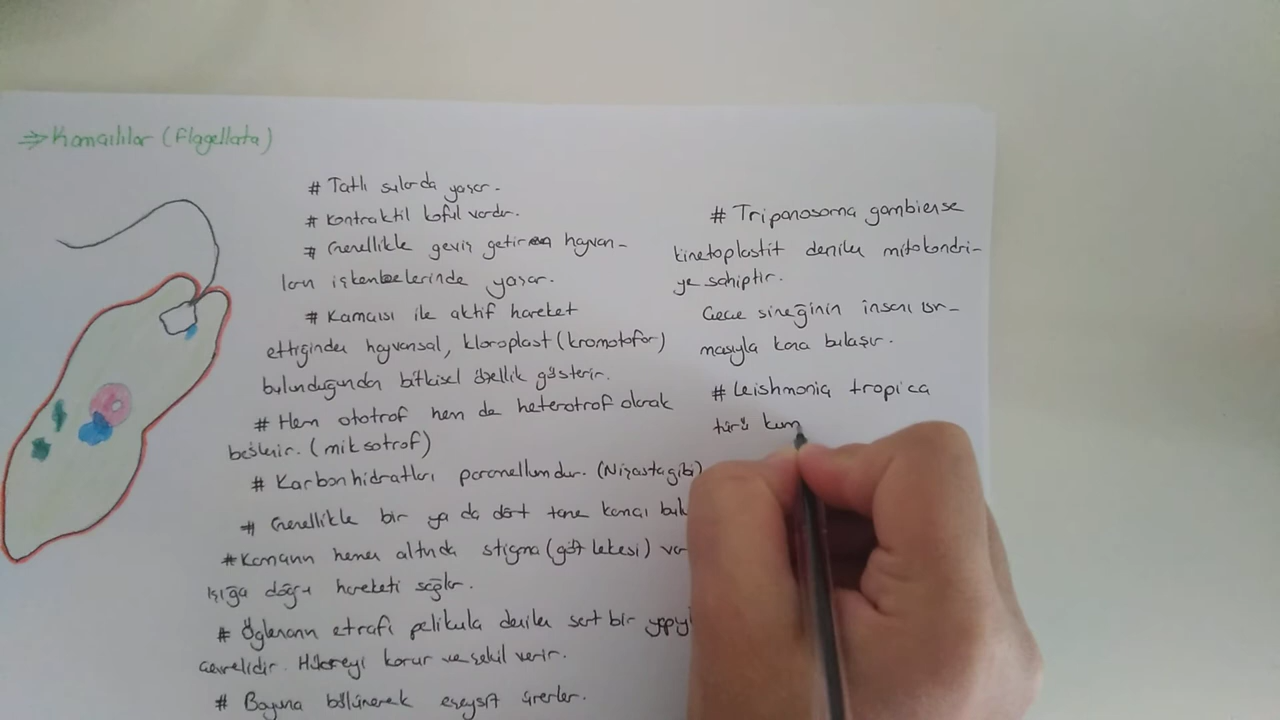 ⇒ Kamçılılar (Flagellata)
# Tatlı sularda yaşar.
# Kontraktil koful vardır.
# Genellikle geviş getiren hayvan-
ların işkembelerinde yaşar.
# Kamçısı ile aktif hareket
ettiğinden hayvansal, kloroplast (kromotofor)
bulunduğundan bitkisel özellik gösterir.
# Hem ototrof hem de heterotrof olarak
beslenir. (miksotrof)
# Karbonhidratları paramellumdur. (Nişasta gibi)
# Genellikle bir ya da dört tane kamçı bul
# Kamçının hemen altında stigma (göz lekesi) var
Işığa doğru hareketi sağlar.
# Öglenanın etrafı pelikula denilen sert bir yapıyl
çevrelidir. Hücreyi korur ve şekil verir.
# Boyuna bölünerek eşeysiz ürerler.
# Tripanosoma gambiense
kinetoplastit denilen mitokondri-
ye sahiptir.
Çeçe sineğinin insanı ısır-
masıyla kana bulaşır.
# Leishmania tropica
türü kum